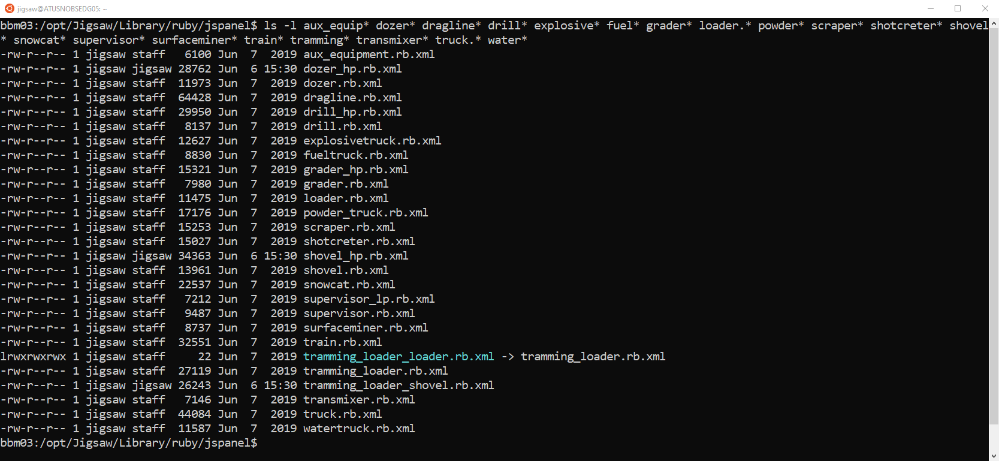 jigsaw@ATUSNOBSEDG05: ~
bbm03:/opt/Jigsaw/Library/ruby/jspanel$ ls -l aux_equip* dozer* dragline* drill* explosive* fuel* grader* loader.* powder* scraper* shotcreter* shovel
* snowcat* supervisor* surfaceminer* train* tramming* transmixer* truck.* water*
-rw-r--r-- 1 jigsaw staff   6100 Jun  7  2019 aux_equipment.rb.xml
-rw-r--r-- 1 jigsaw jigsaw 28762 Jun  6 15:30 dozer_hp.rb.xml
-rw-r--r-- 1 jigsaw staff  11973 Jun  7  2019 dozer.rb.xml
-rw-r--r-- 1 jigsaw staff  64428 Jun  7  2019 dragline.rb.xml
-rw-r--r-- 1 jigsaw staff  29950 Jun  7  2019 drill_hp.rb.xml
-rw-r--r-- 1 jigsaw staff   8137 Jun  7  2019 drill.rb.xml
-rw-r--r-- 1 jigsaw staff  12627 Jun  7  2019 explosivetruck.rb.xml
-rw-r--r-- 1 jigsaw staff   8830 Jun  7  2019 fueltruck.rb.xml
-rw-r--r-- 1 jigsaw staff  15321 Jun  7  2019 grader_hp.rb.xml
-rw-r--r-- 1 jigsaw staff   7980 Jun  7  2019 grader.rb.xml
-rw-r--r-- 1 jigsaw staff  11475 Jun  7  2019 loader.rb.xml
-rw-r--r-- 1 jigsaw staff  17176 Jun  7  2019 powder_truck.rb.xml
-rw-r--r-- 1 jigsaw staff  15253 Jun  7  2019 scraper.rb.xml
-rw-r--r-- 1 jigsaw staff  15027 Jun  7  2019 shotcreter.rb.xml
-rw-r--r-- 1 jigsaw jigsaw 34363 Jun  6 15:30 shovel_hp.rb.xml
-rw-r--r-- 1 jigsaw staff  13961 Jun  7  2019 shovel.rb.xml
-rw-r--r-- 1 jigsaw staff  22537 Jun  7  2019 snowcat.rb.xml
-rw-r--r-- 1 jigsaw staff   7212 Jun  7  2019 supervisor_lp.rb.xml
-rw-r--r-- 1 jigsaw staff   9487 Jun  7  2019 supervisor.rb.xml
-rw-r--r-- 1 jigsaw staff   8737 Jun  7  2019 surfaceminer.rb.xml
-rw-r--r-- 1 jigsaw staff  32551 Jun  7  2019 train.rb.xml
lrwxrwxrwx 1 jigsaw staff     22 Jun  7  2019 tramming_loader_loader.rb.xml -> tramming_loader.rb.xml
-rw-r--r-- 1 jigsaw staff  27119 Jun  7  2019 tramming_loader.rb.xml
-rw-r--r-- 1 jigsaw jigsaw 26243 Jun  6 15:30 tramming_loader_shovel.rb.xml
-rw-r--r-- 1 jigsaw staff   7146 Jun  7  2019 transmixer.rb.xml
-rw-r--r-- 1 jigsaw staff  44084 Jun  7  2019 truck.rb.xml
-rw-r--r-- 1 jigsaw staff  11587 Jun  7  2019 watertruck.rb.xml
bbm03:/opt/Jigsaw/Library/ruby/jspanel$